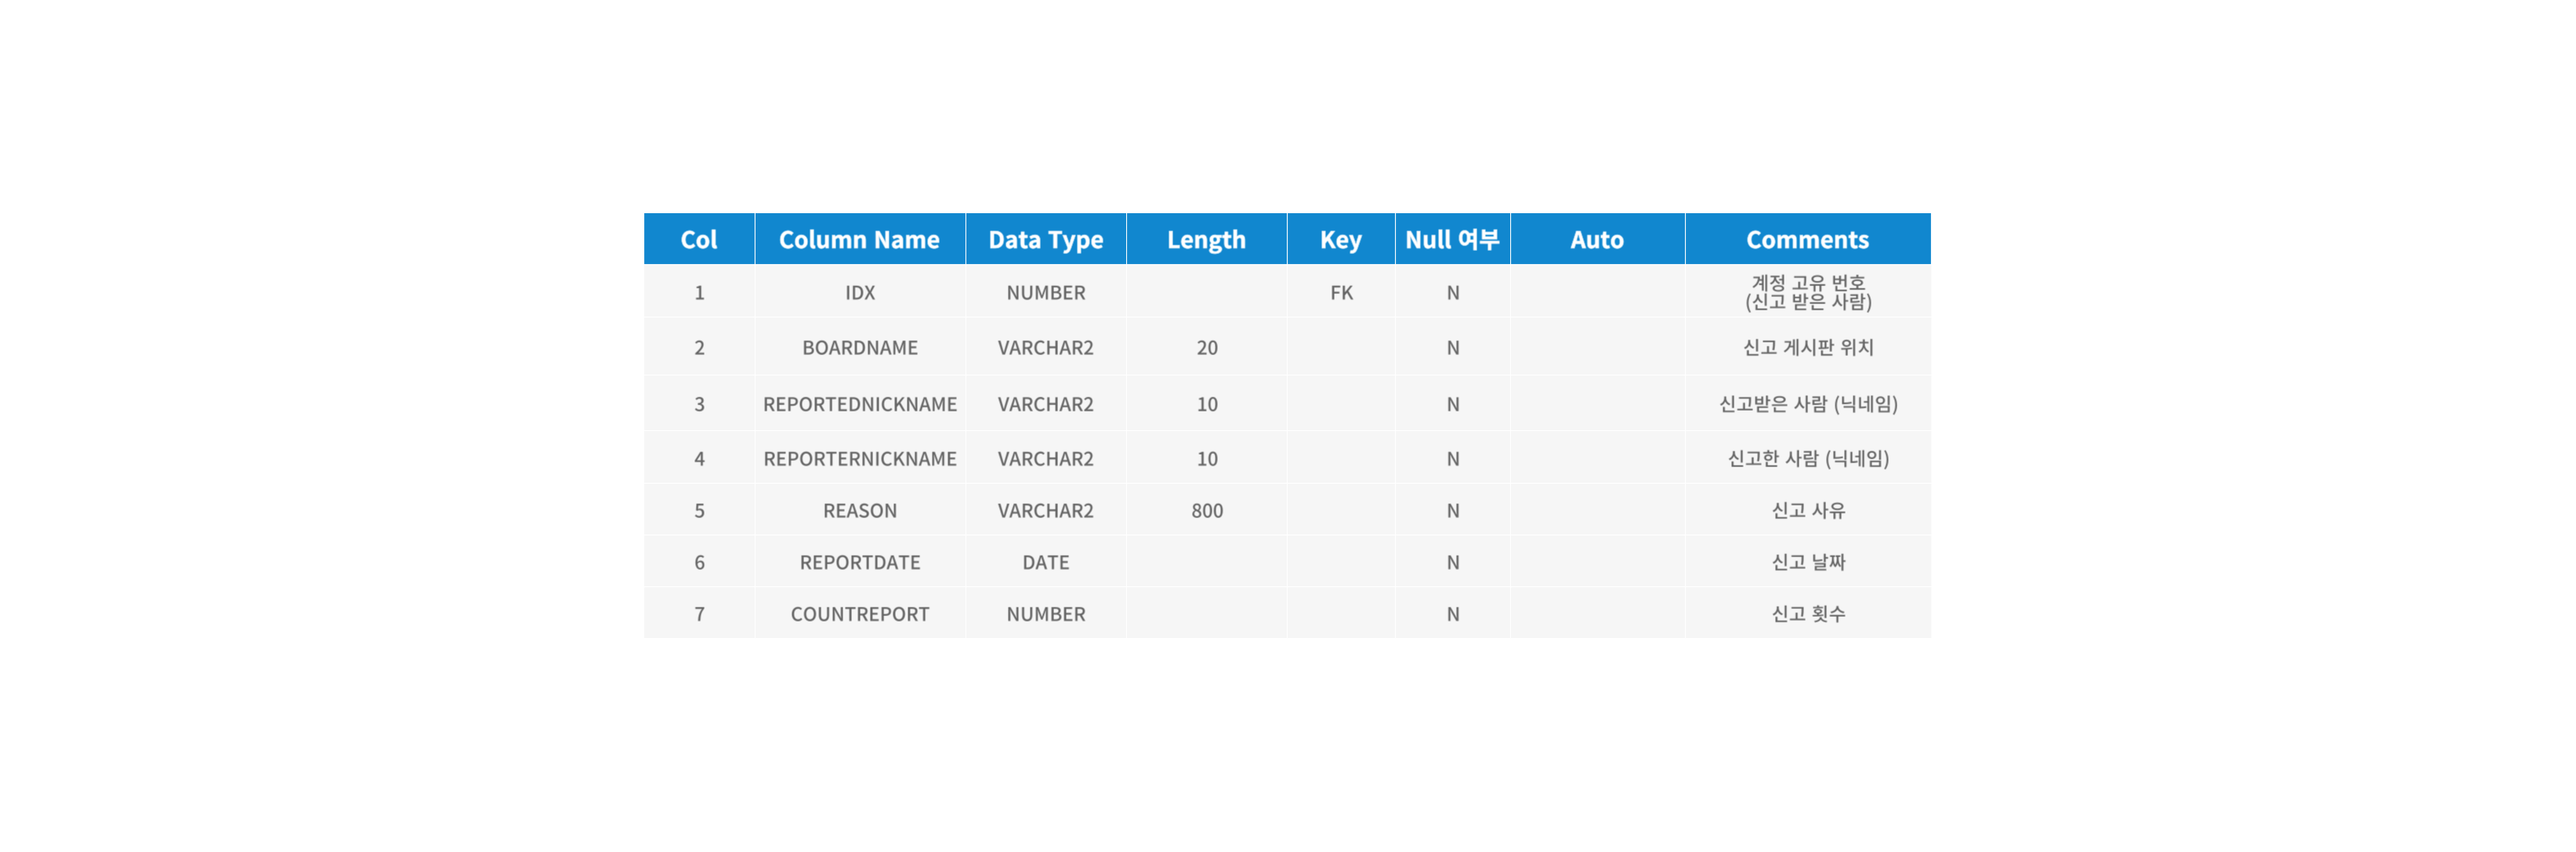 Col Column Name Data Type Length Key Null 여부 Auto Comments
1 IDX NUMBER FK N 계정 고유 번호
(신고 받은 사람)
2 BOARDNAME VARCHAR2 20 N 신고 게시판 위치
3 REPORTEDNICKNAME VARCHAR2 10 N 신고받은 사람 (닉네임)
4 REPORTERNICKNAME VARCHAR2 10 N 신고한 사람 (닉네임)
5 REASON VARCHAR2 800 N 신고 사유
6 REPORTDATE DATE N 신고 날짜
7 COUNTREPORT NUMBER N 신고 횟수